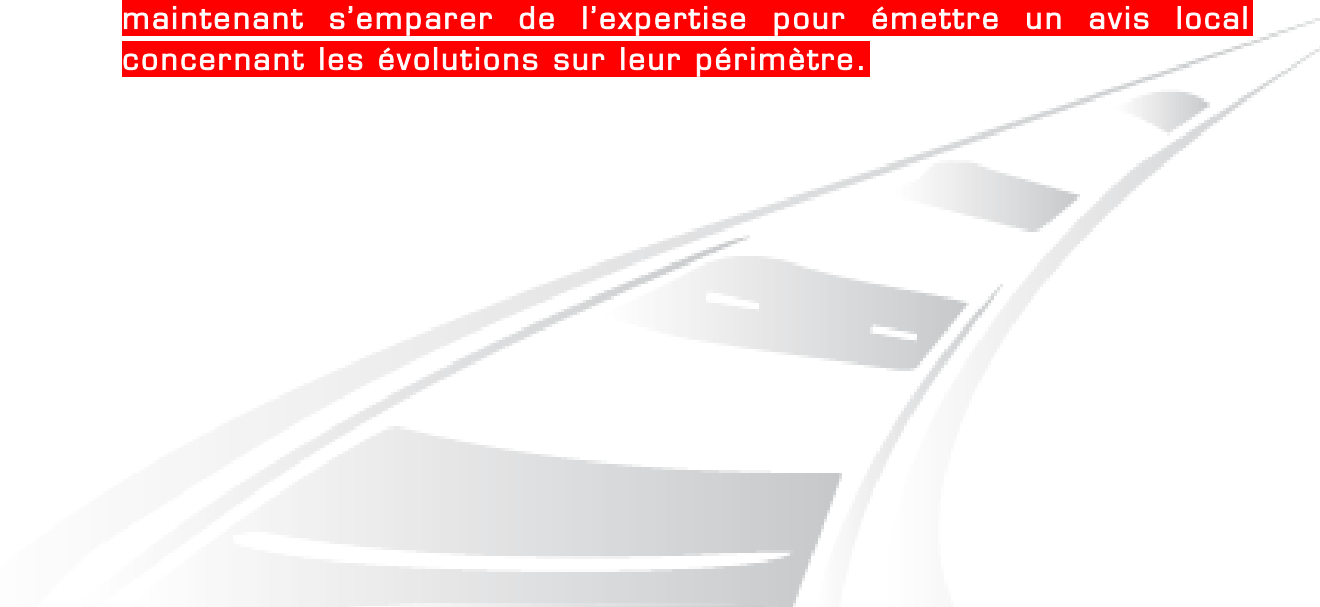 maintenant s’emparer de l’expertise pour émettre un avis local
concernant les évolutions sur leur périmètre.